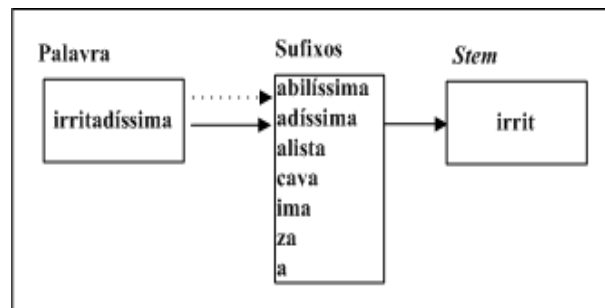 Palavra
irritadíssima
Sufixos
abilíssima
adíssima
alista
cava
ima
za
a
Stem
irrit